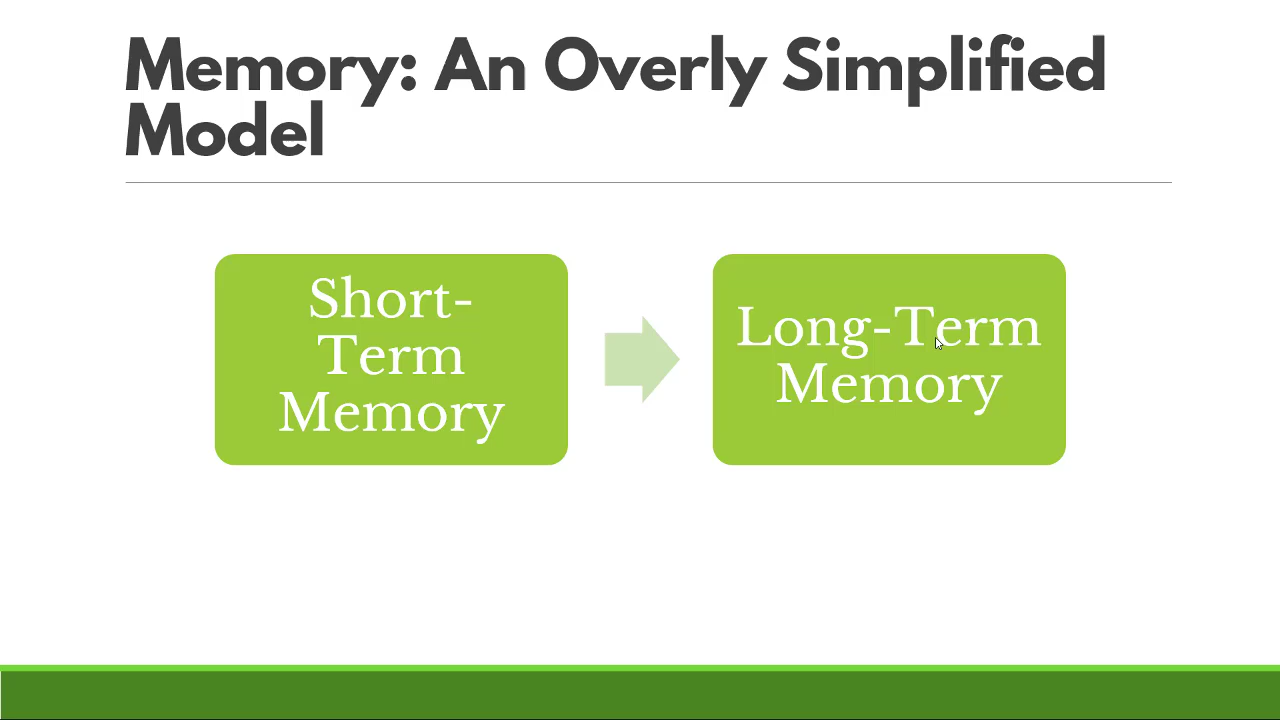 Memory: An Overly Simplified
Model
Short-
Term
Memory
Long-Term
Memory